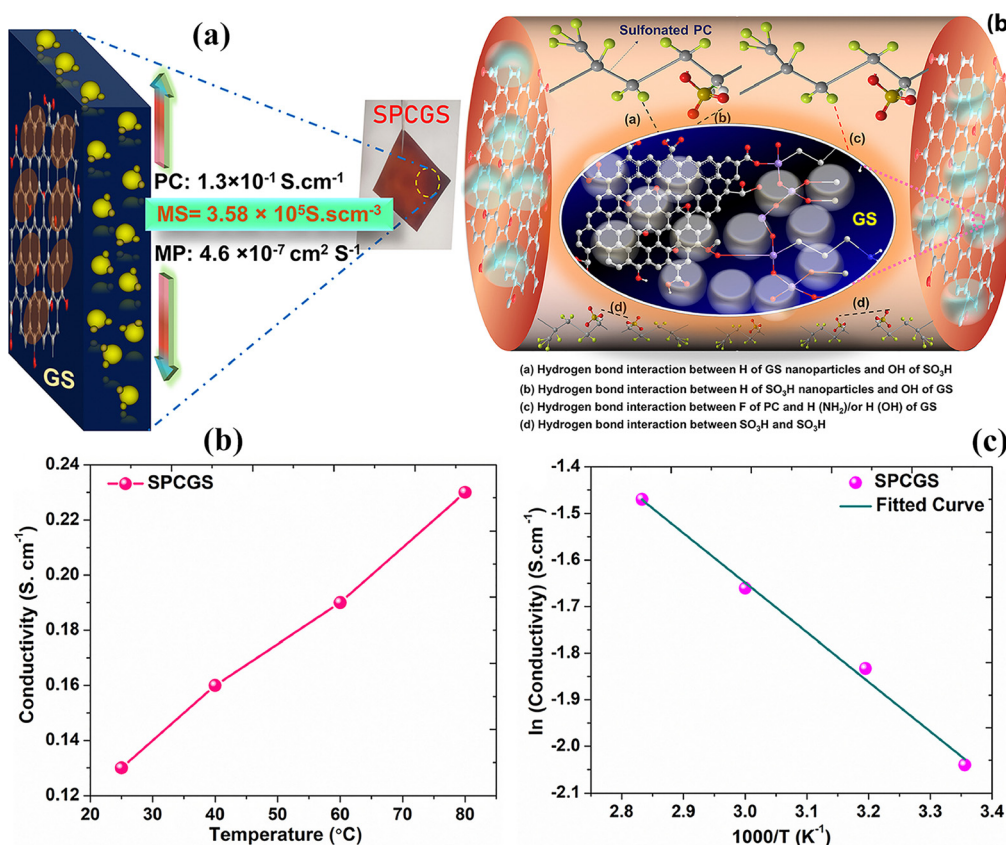 (a)
SPCGS
PC: 1.3×10⁻¹ S.cm⁻¹
MS= 3.58 × 10⁵S.scm⁻³
MP: 4.6 ×10⁻⁷ cm² S⁻¹
GS
(b)
Sulfonated PC
(a)
(b)
(c)
GS
(d)
(d)
(a) Hydrogen bond interaction between H of GS nanoparticles and OH of SO₃H
(b) Hydrogen bond interaction between H of SO₃H nanoparticles and OH of GS
(c) Hydrogen bond interaction between F of PC and H (NH₂)/or H (OH) of GS
(d) Hydrogen bond interaction between SO₃H and SO₃H
(b)
SPCGS
Conductivity (S. cm⁻¹)
0.24
0.22
0.20
0.18
0.16
0.14
0.12
20 30 40 50 60 70 80
Temperature (°C)
(c)
SPCGS
Fitted Curve
ln (Conductivity) (S.cm⁻¹)
-1.4
-1.5
-1.6
-1.7
-1.8
-1.9
-2.0
-2.1
2.8 2.9 3.0 3.1 3.2 3.3 3.4
1000/T (K⁻¹)